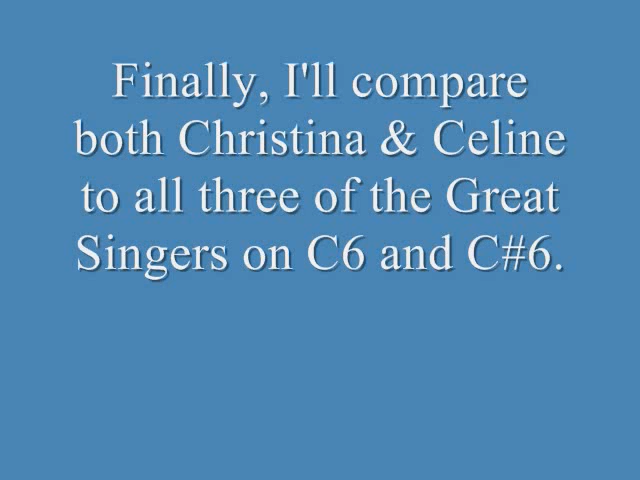 Finally, I'll compare
both Christina & Celine
to all three of the Great
Singers on C6 and C#6.